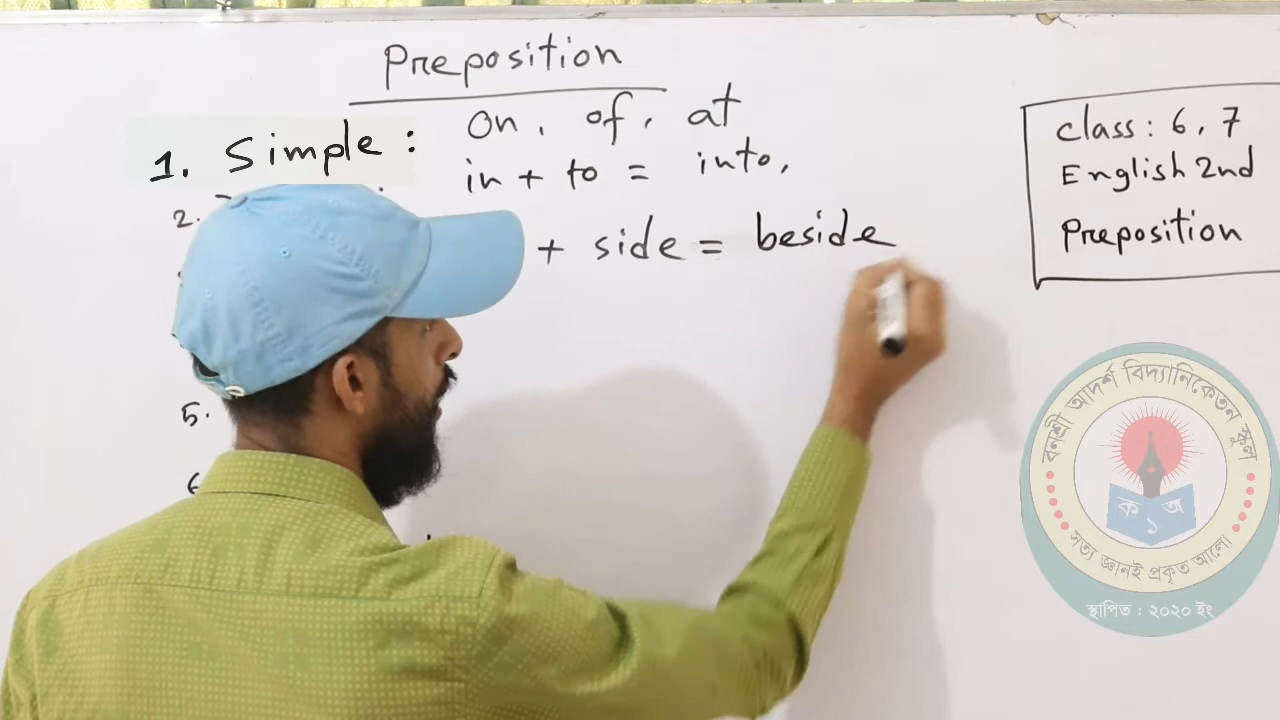 Preposition
1. Simple : on, of, at
2. in + to = into,
+ side = beside
5.
class : 6, 7
English 2nd
Preposition
বনশ্রী আদর্শ বিদ্যানিকেতন স্কুল
ক অ
১
সত্য জ্ঞানই প্রকৃত আলো
স্থাপিত : ২০২০ ইং